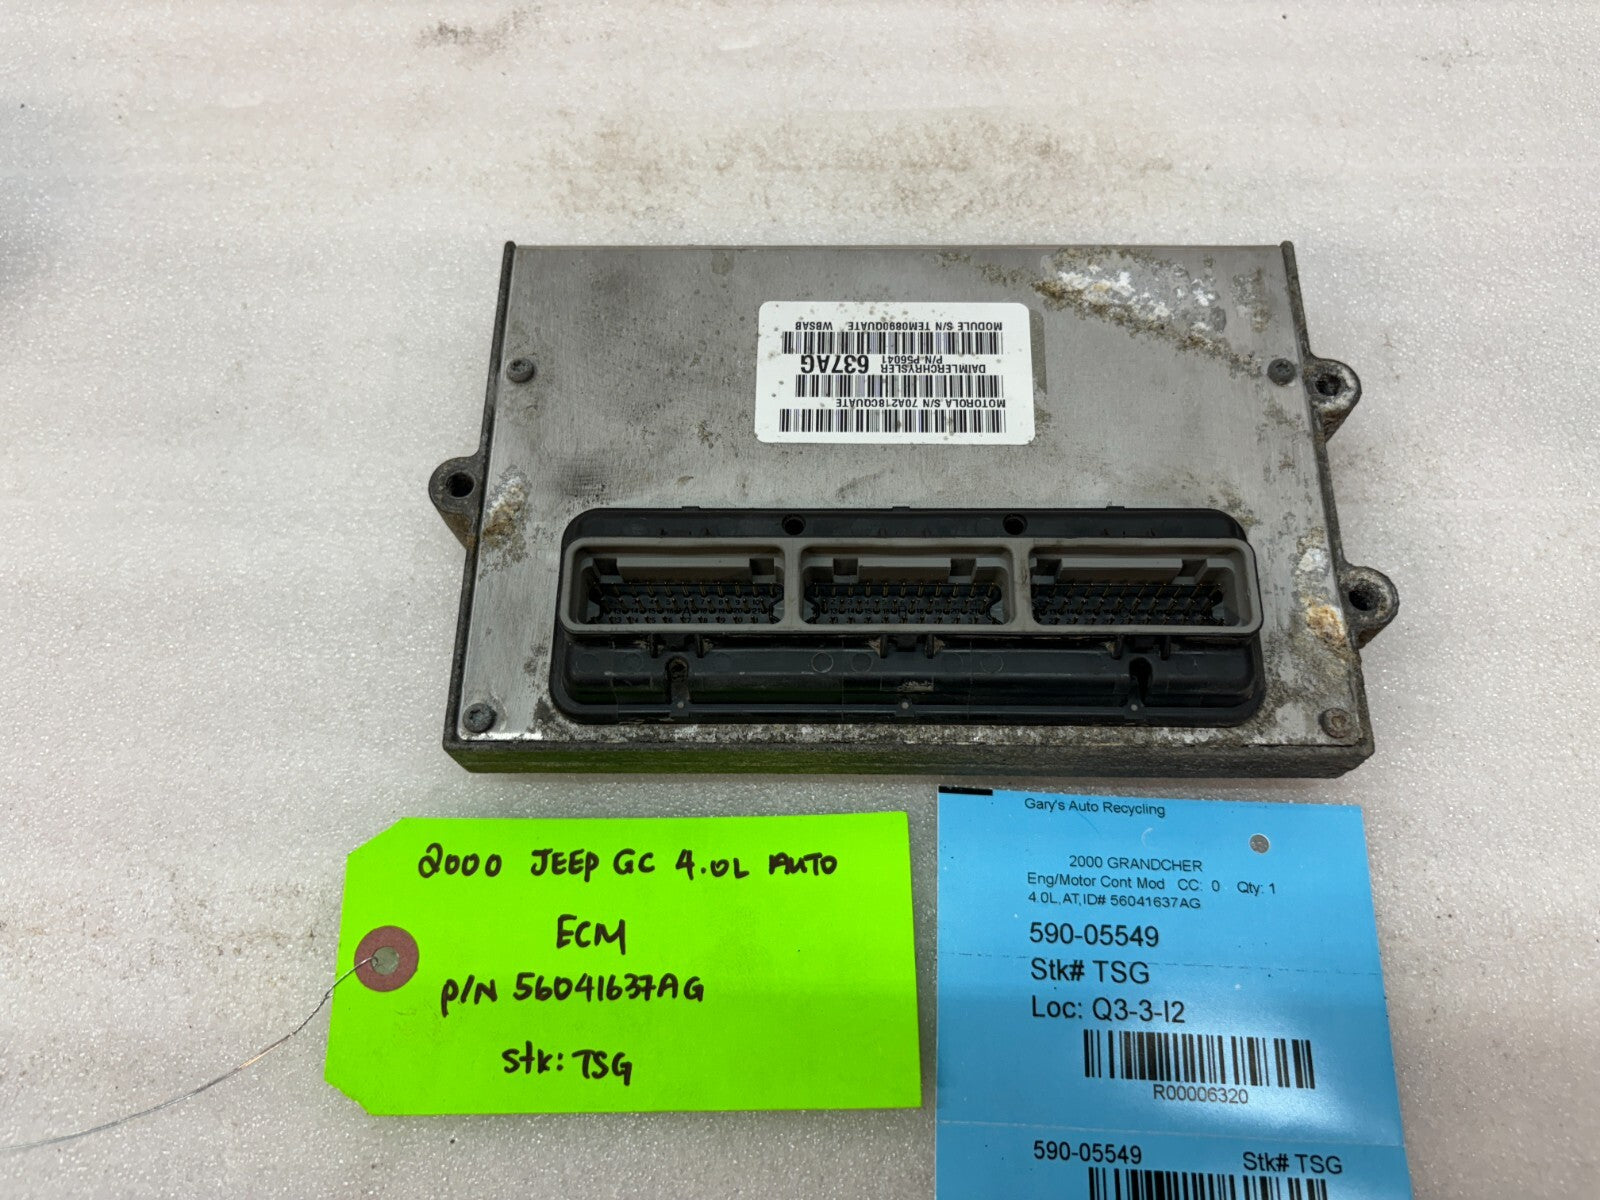 MOTOROLA S/N 70A218CQUATE
DAIMLERCHRYSLER
P/N P56041 637AG
MODULE S/N TEM0890QUATE WBSAB
2000 JEEP GC 4.0L AUTO
ECM
P/N 56041637AG
Stk: TSG
Gary's Auto Recycling
2000 GRANDCHER
Eng/Motor Cont Mod CC: 0 Qty: 1
4.0L,AT,ID# 56041637AG
590-05549
Stk# TSG
Loc: Q3-3-I2
R00006320
590-05549 Stk# TSG